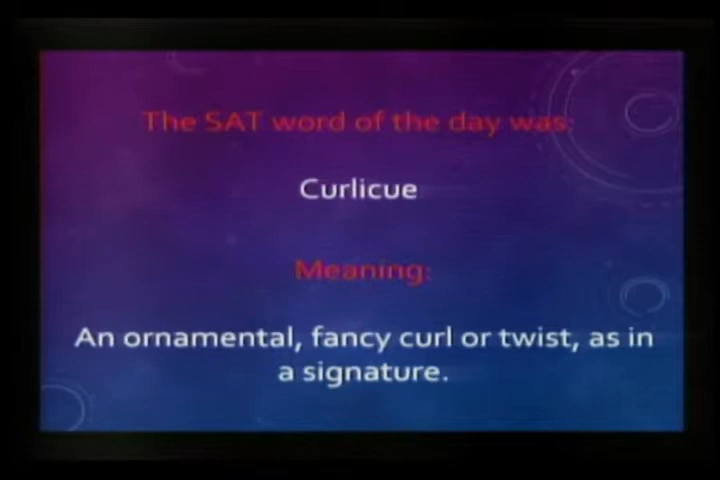 The SAT word of the day was:
Curlicue
Meaning:
An ornamental, fancy curl or twist, as in
a signature.